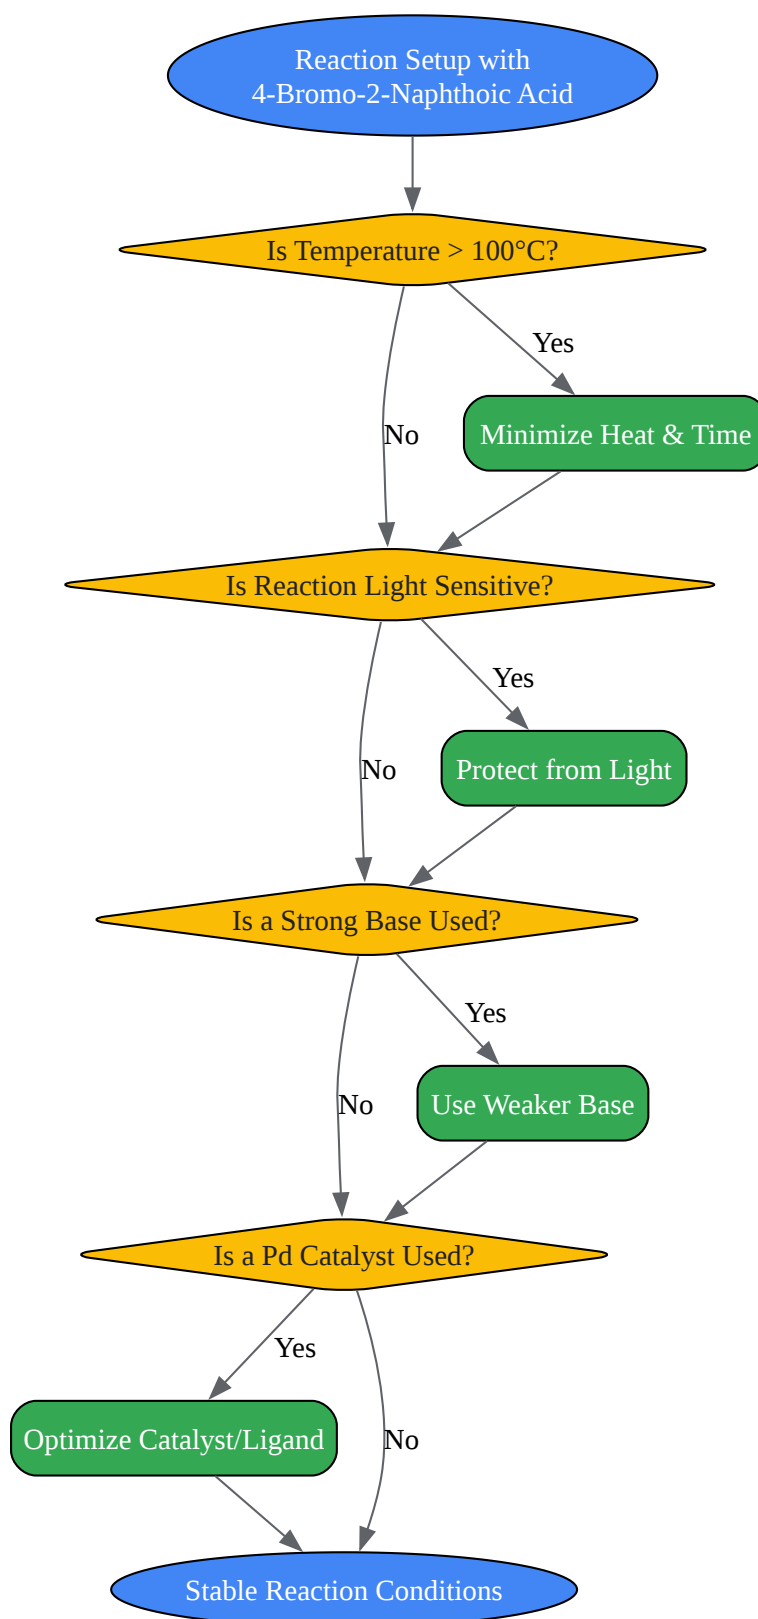 Reaction Setup with
4-Bromo-2-Naphthoic Acid
Is Temperature > 100°C?
Yes
No
Minimize Heat & Time
Is Reaction Light Sensitive?
Yes
No
Protect from Light
Is a Strong Base Used?
Yes
No
Use Weaker Base
Is a Pd Catalyst Used?
Yes
Optimize Catalyst/Ligand
No
Stable Reaction Conditions